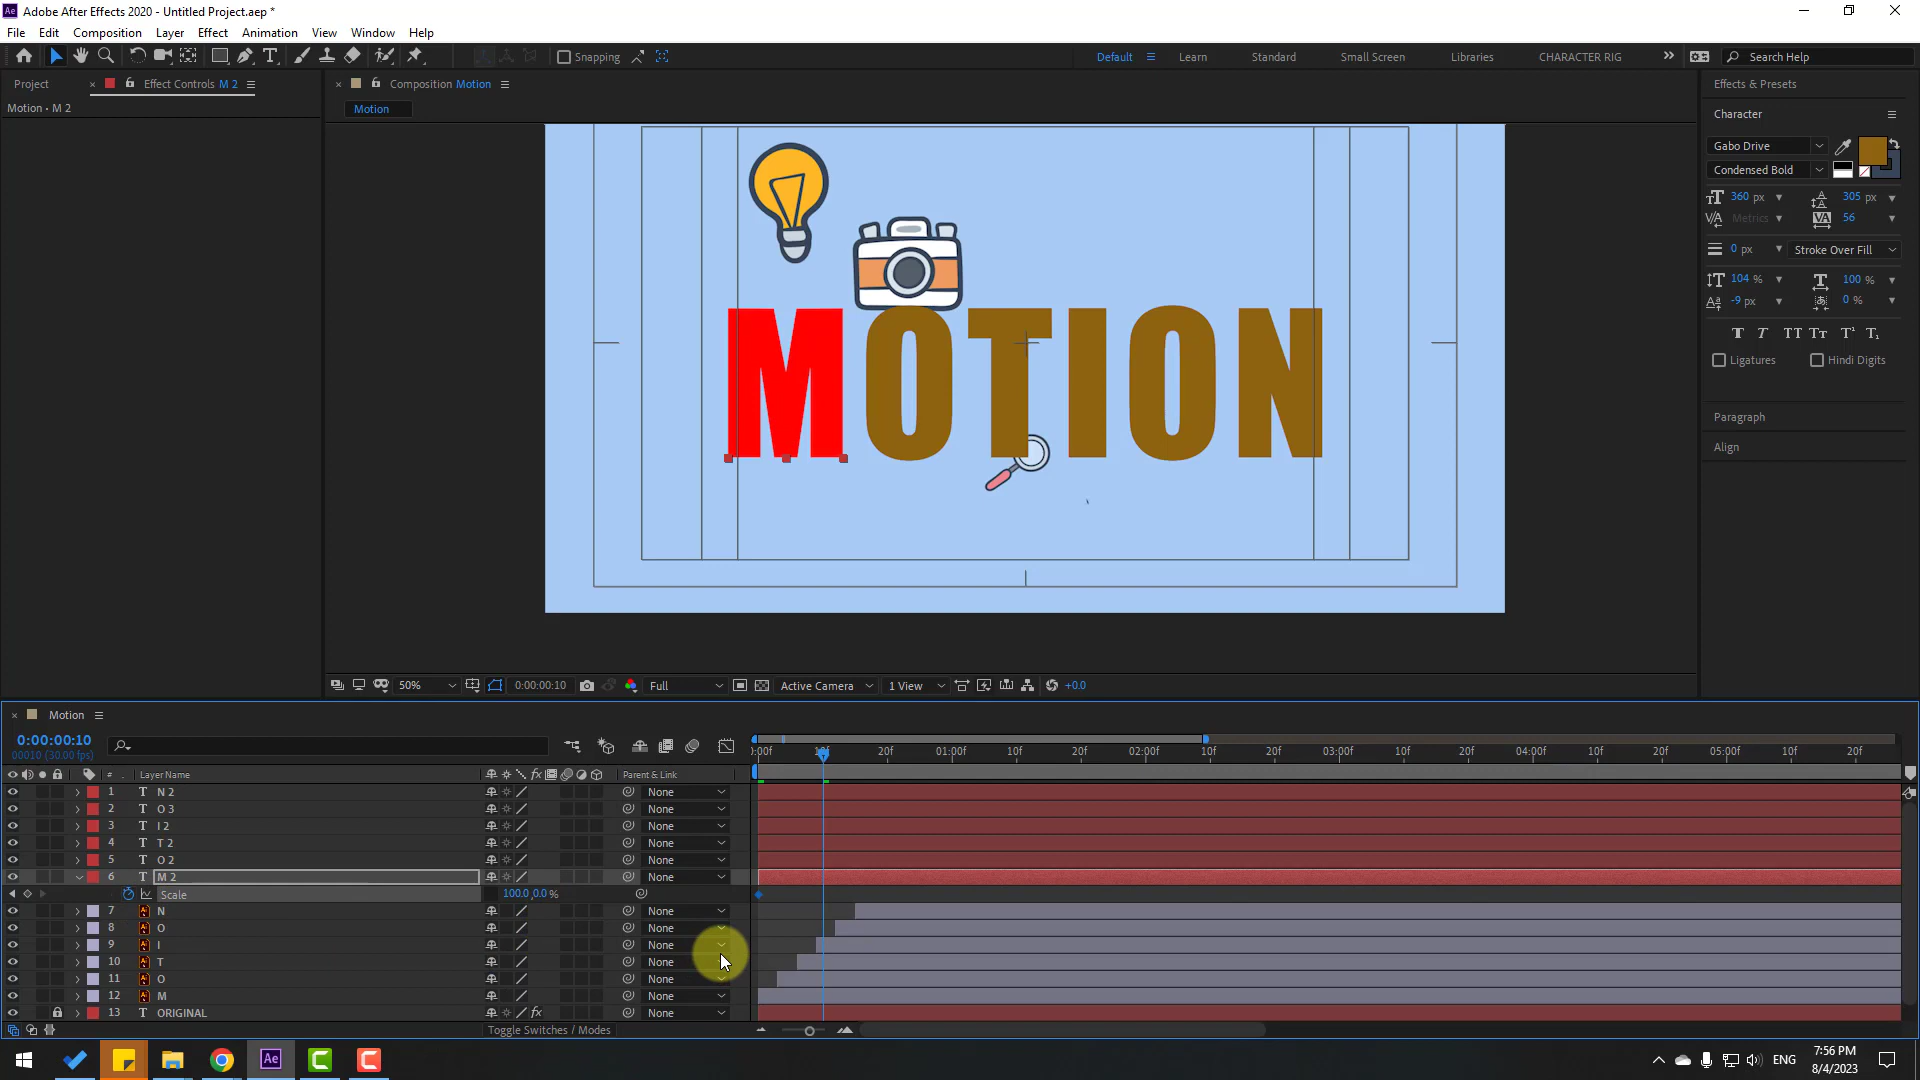 Adobe After Effects 2020 - Untitled Project.aep *
File Edit Composition Layer Effect Animation View Window Help
Snapping
Default Learn Standard Small Screen Libraries CHARACTER RIG Search Help
Project Effect Controls M 2
Composition Motion
Effects & Presets
Motion • M 2
Motion
Character
Gabo Drive
Condensed Bold
360 px 305 px
Metrics 56
0 px Stroke Over Fill
104 % 100 %
-9 px 0 %
Ligatures Hindi Digits
Paragraph
Align
MOTION
50% 0:00:00:10 Full Active Camera 1 View +0.0
Motion
0:00:00:10
00010 (30.00 fps)
0:00f 10f 20f 01:00f 10f 20f 02:00f 10f 20f 03:00f 10f 20f 04:00f 10f 20f 05:00f 10f 20f
# Layer Name Parent & Link
1 T N 2 None
2 T O 3 None
3 T I 2 None
4 T T 2 None
5 T O 2 None
6 T M 2 None
Scale 100.0,0.0 %
7 N None
8 O None
9 I None
10 T None
11 O None
12 M None
13 T ORIGINAL fx None
Toggle Switches / Modes
Ae ENG 7:56 PM
8/4/2023